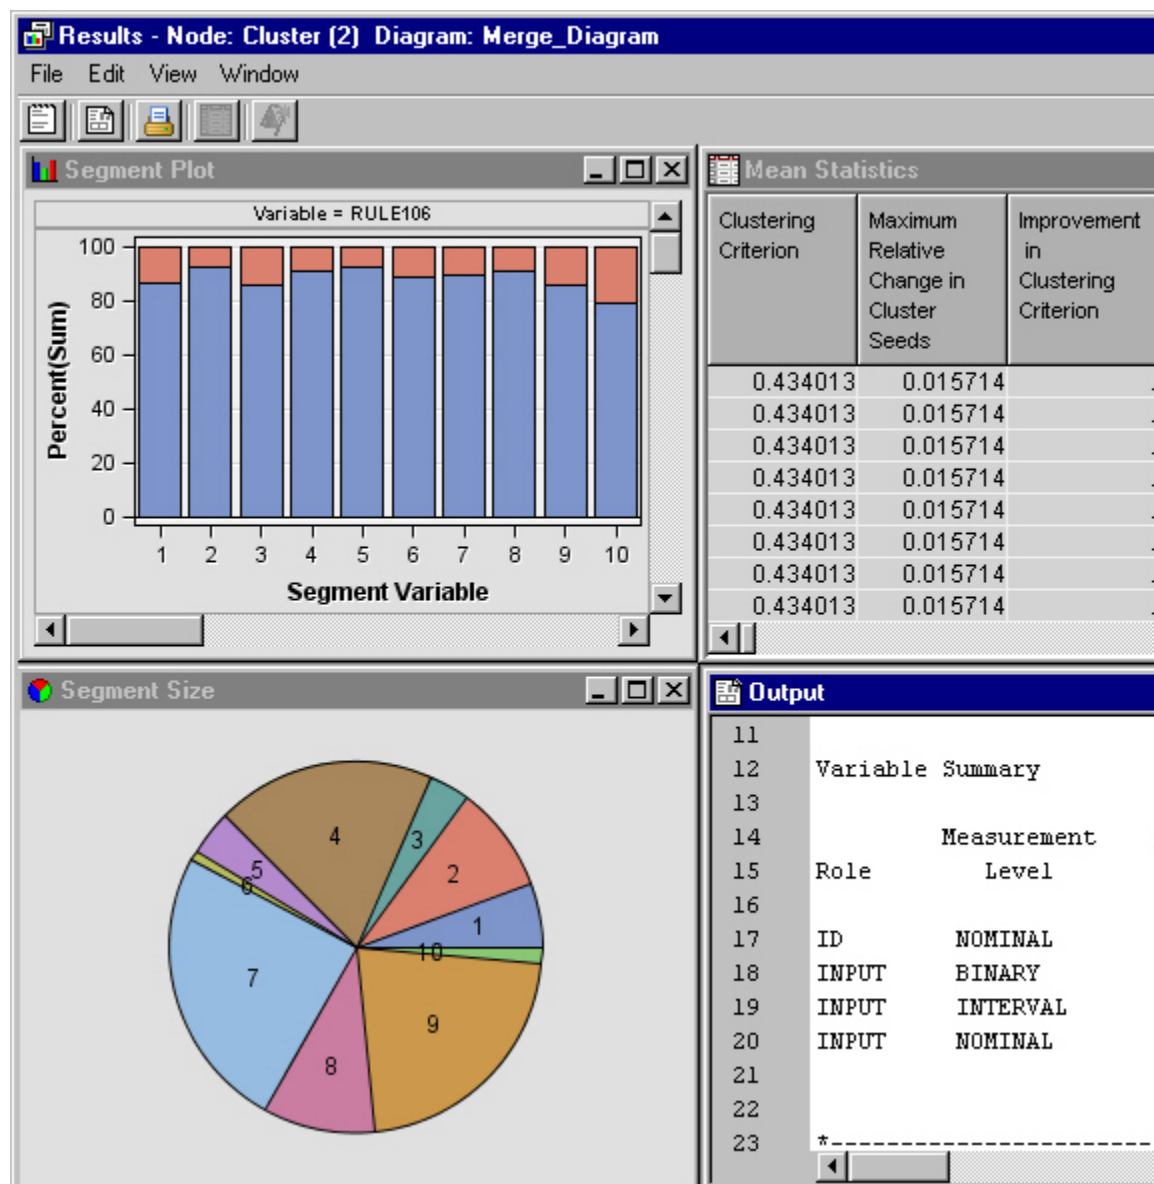 Results - Node: Cluster (2)  Diagram: Merge_Diagram
File Edit View Window
Segment Plot
Variable = RULE106
Percent(Sum)
100
80
60
40
20
0
1 2 3 4 5 6 7 8 9 10
Segment Variable
Mean Statistics
Clustering Criterion
Maximum Relative Change in Cluster Seeds
Improvement in Clustering Criterion
0.434013 0.015714 .
0.434013 0.015714 .
0.434013 0.015714 .
0.434013 0.015714 .
0.434013 0.015714 .
0.434013 0.015714 .
0.434013 0.015714 .
0.434013 0.015714 .
Segment Size
4
3
5
2
6
1
10
7
9
8
Output
11
12 Variable Summary
13
14 Measurement
15 Role Level
16
17 ID NOMINAL
18 INPUT BINARY
19 INPUT INTERVAL
20 INPUT NOMINAL
21
22
23 *-----------------------